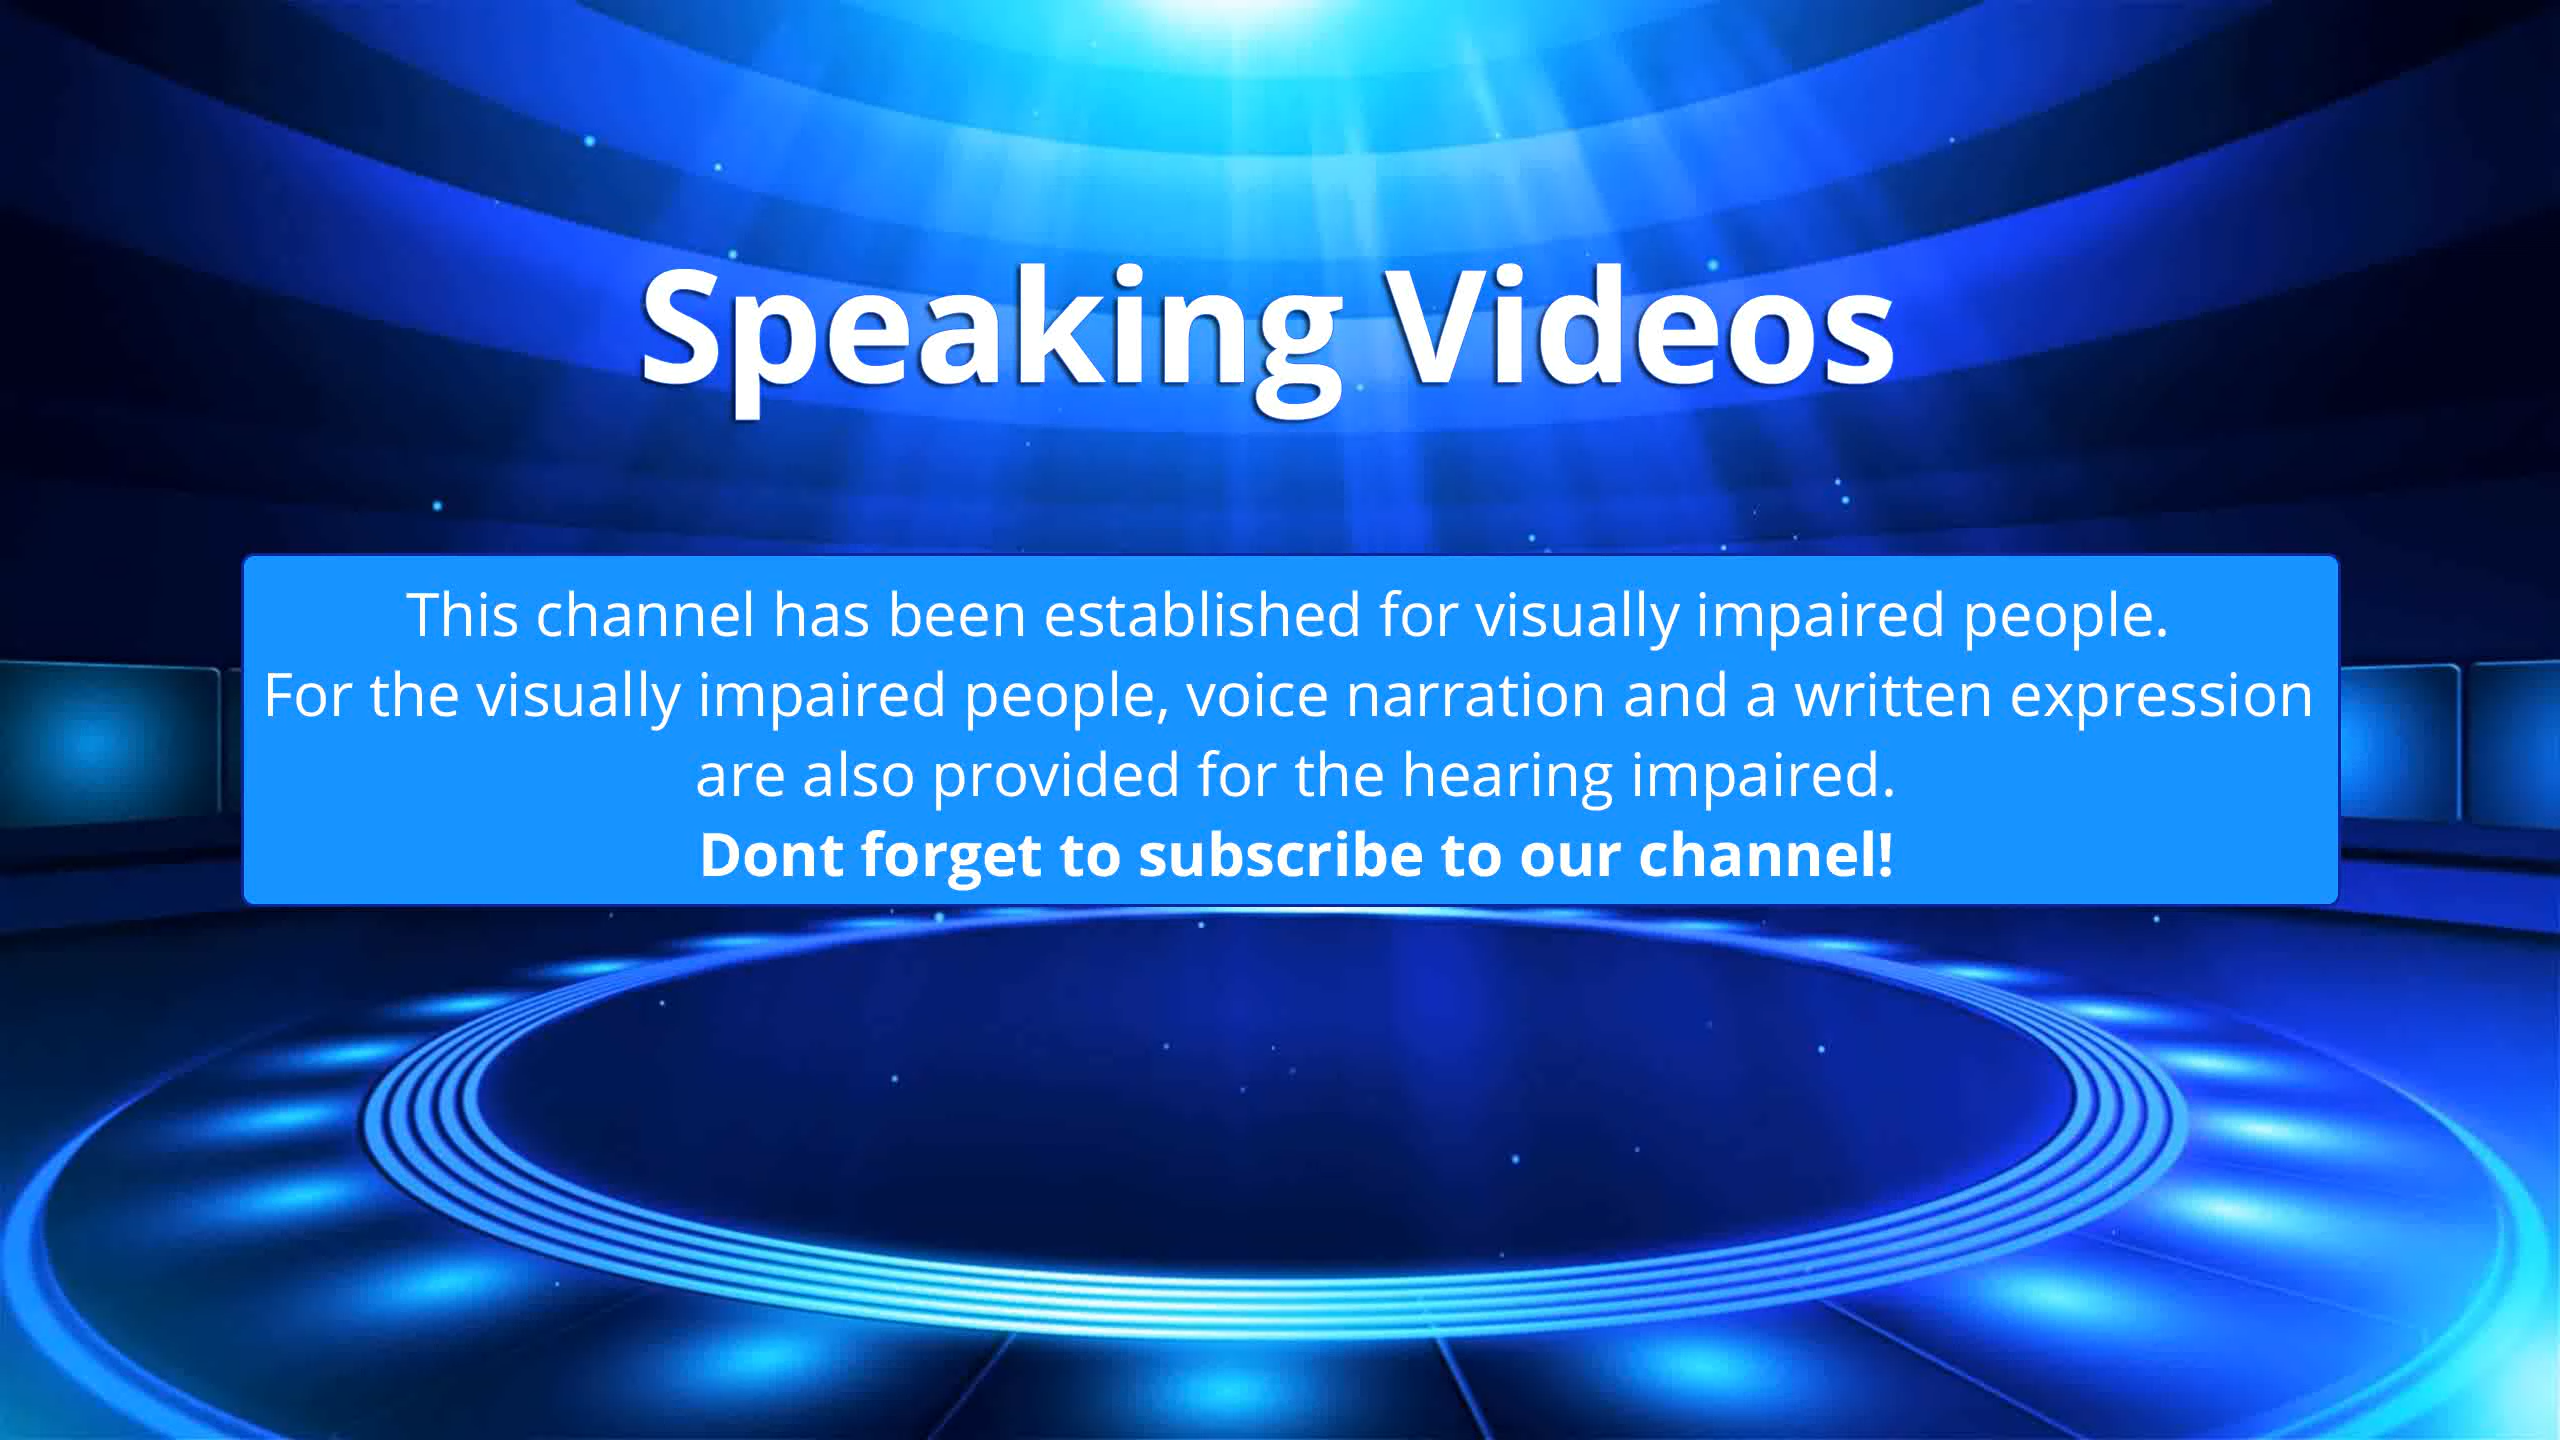 Speaking Videos
This channel has been established for visually impaired people.
For the visually impaired people, voice narration and a written expression
are also provided for the hearing impaired.
Dont forget to subscribe to our channel!